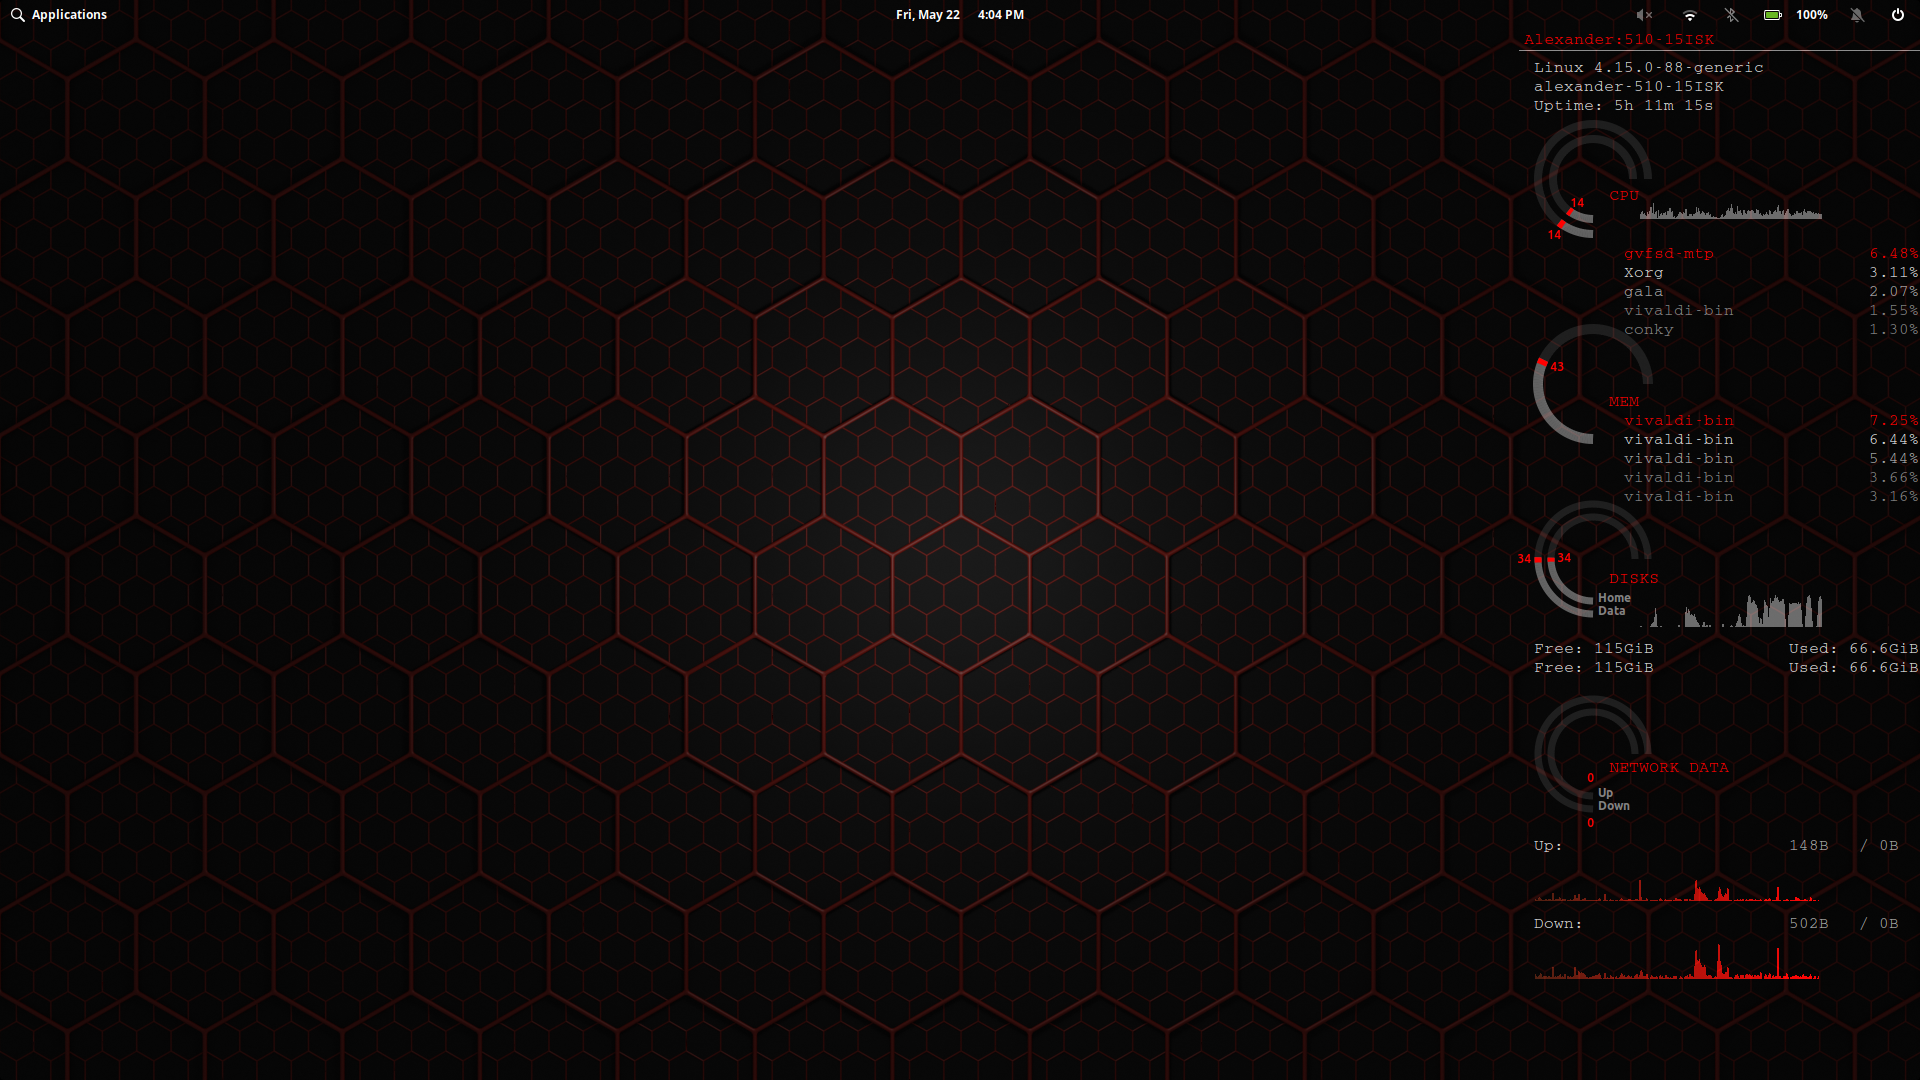 Applications Fri, May 22 4:04 PM 100%
Alexander:510-15ISK
Linux 4.15.0-88-generic
alexander-510-15ISK
Uptime: 5h 11m 15s
CPU
14
14
gvfsd-mtp 6.48%
Xorg 3.11%
gala 2.07%
vivaldi-bin 1.55%
conky 1.30%
43
MEM
vivaldi-bin 7.25%
vivaldi-bin 6.44%
vivaldi-bin 5.44%
vivaldi-bin 3.66%
vivaldi-bin 3.16%
34 34
DISKS
Home
Data
Free: 115GiB Used: 66.6GiB
Free: 115GiB Used: 66.6GiB
NETWORK DATA
0
Up
Down
0
Up: 148B / 0B
Down: 502B / 0B